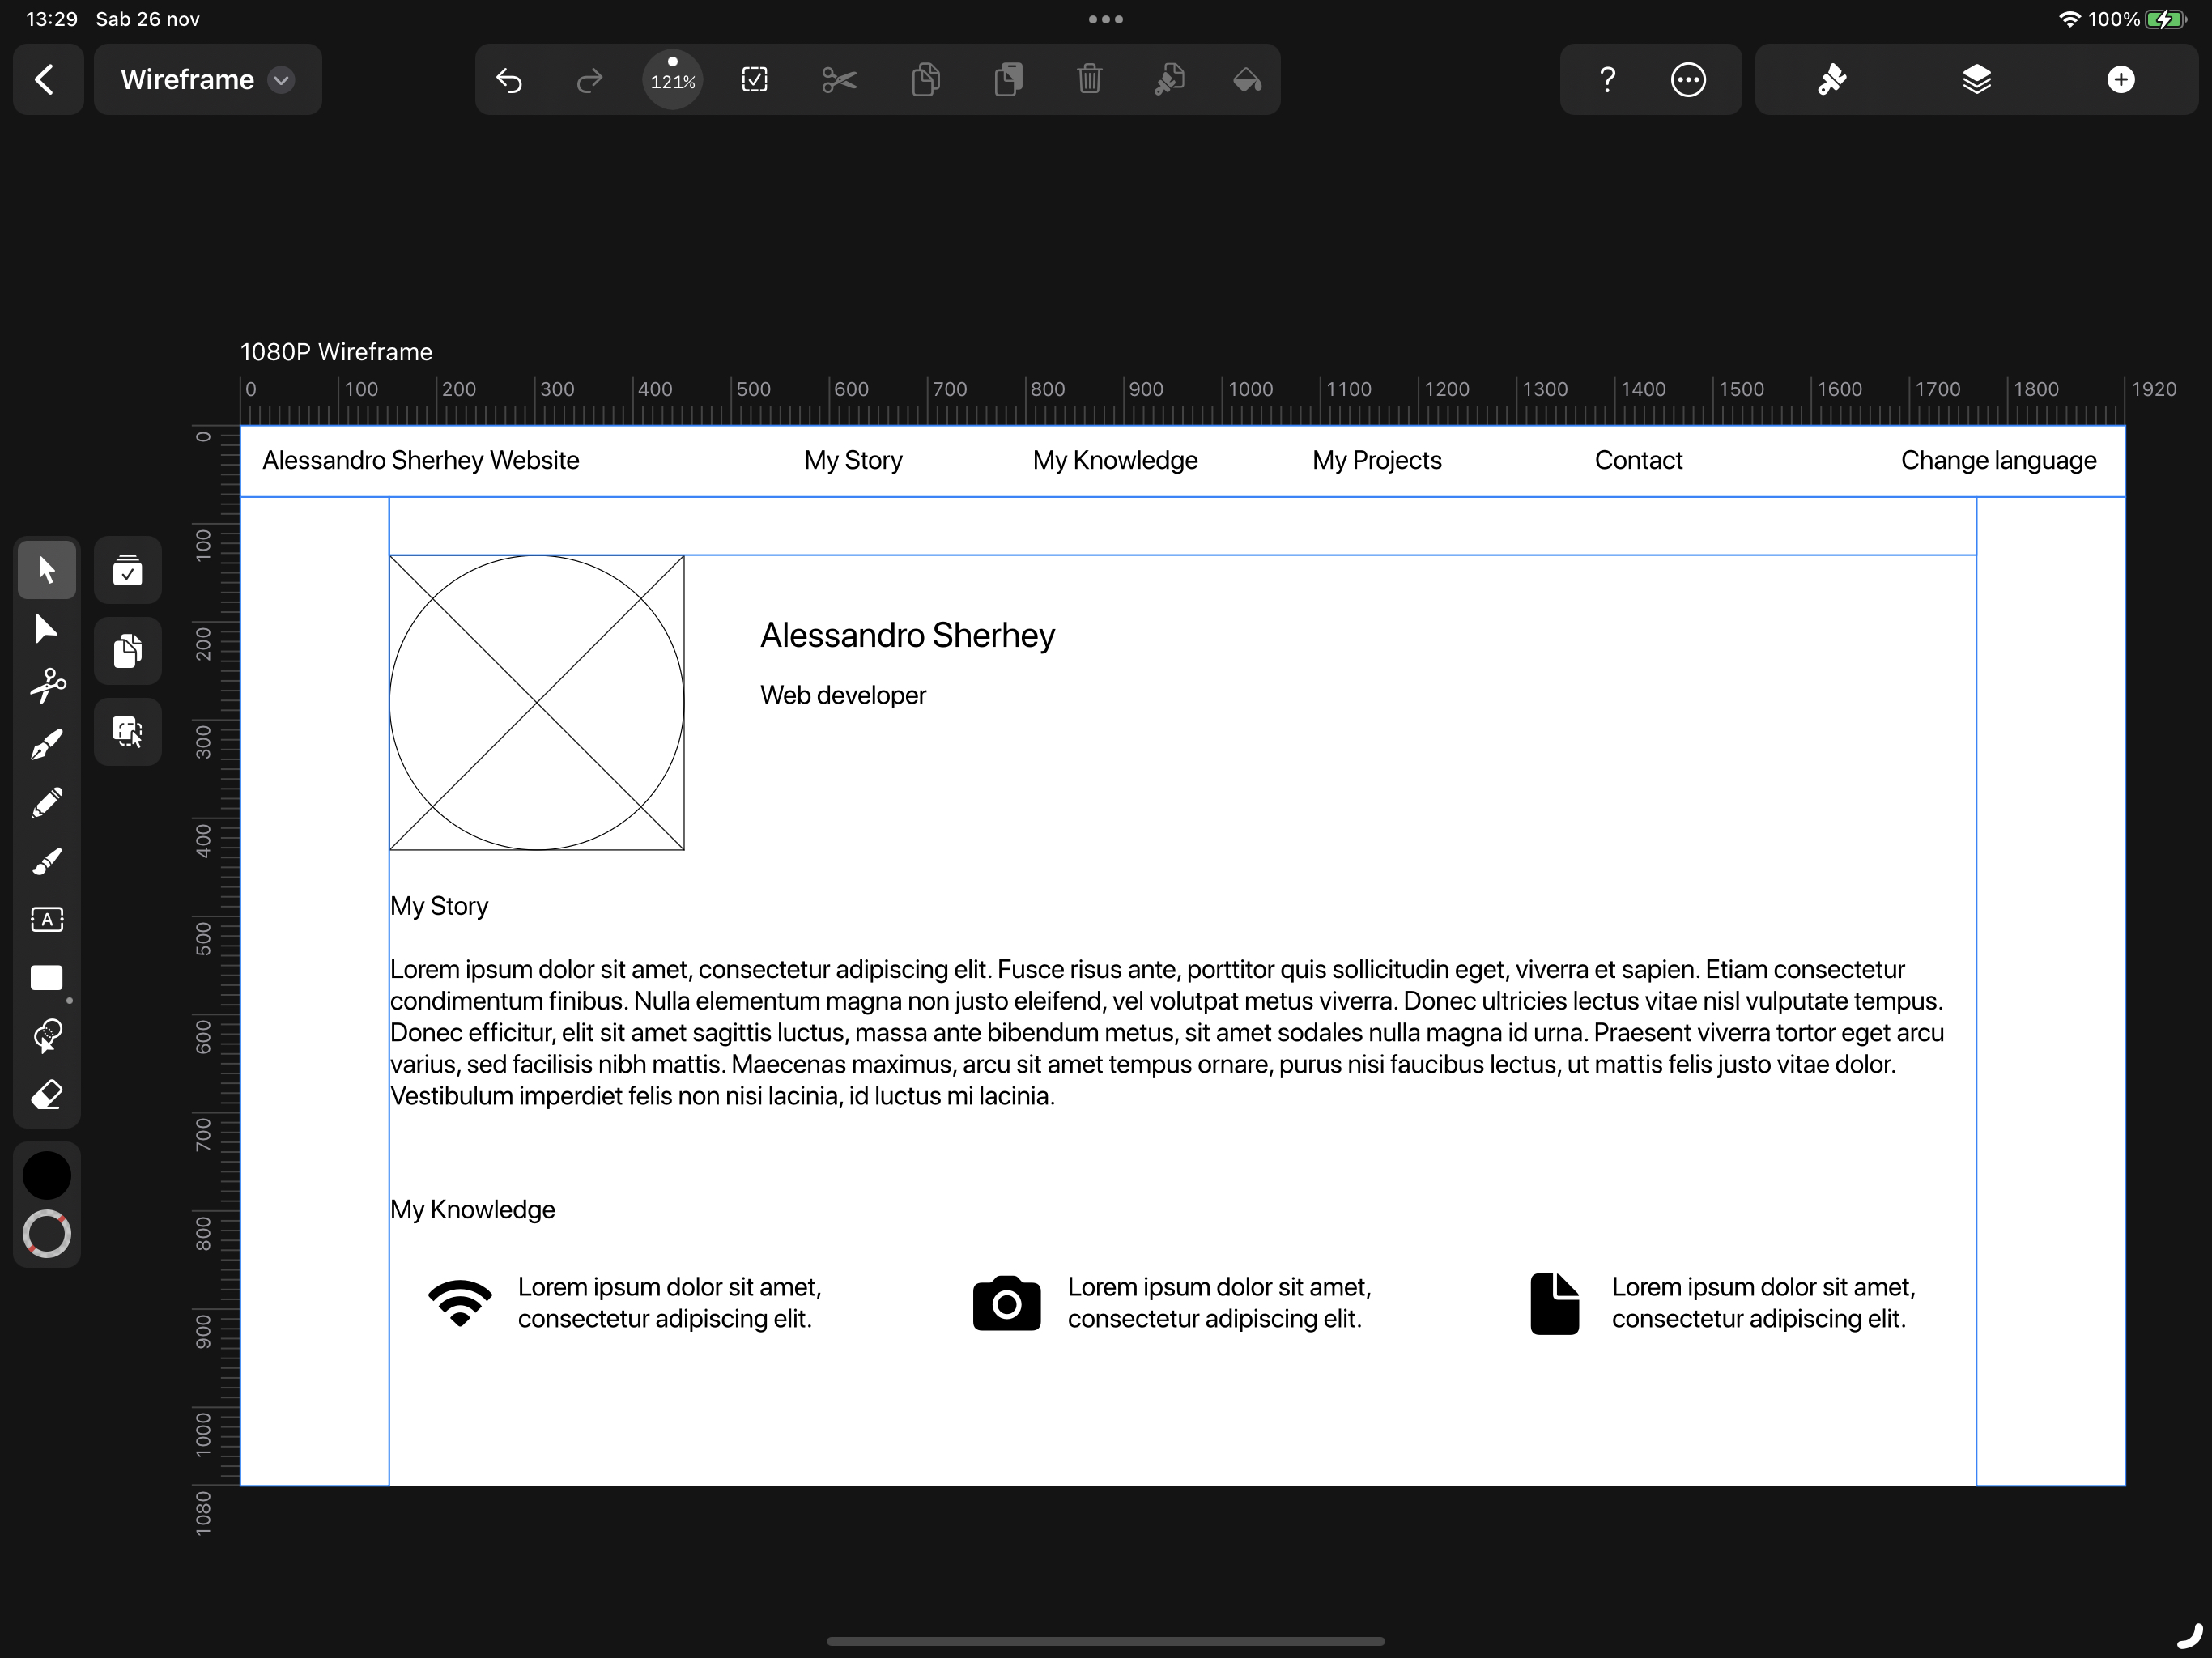 13:29 Sab 26 nov
100%
Wireframe
121%
?
1080P Wireframe
0 100 200 300 400 500 600 700 800 900 1000 1100 1200 1300 1400 1500 1600 1700 1800 1920
0
100
200
300
400
500
600
700
800
900
1000
1080
A
Alessandro Sherhey Website My Story My Knowledge My Projects Contact Change language
Alessandro Sherhey
Web developer
My Story
Lorem ipsum dolor sit amet, consectetur adipiscing elit. Fusce risus ante, porttitor quis sollicitudin eget, viverra et sapien. Etiam consectetur
condimentum finibus. Nulla elementum magna non justo eleifend, vel volutpat metus viverra. Donec ultricies lectus vitae nisl vulputate tempus.
Donec efficitur, elit sit amet sagittis luctus, massa ante bibendum metus, sit amet sodales nulla magna id urna. Praesent viverra tortor eget arcu
varius, sed facilisis nibh mattis. Maecenas maximus, arcu sit amet tempus ornare, purus nisi faucibus lectus, ut mattis felis justo vitae dolor.
Vestibulum imperdiet felis non nisi lacinia, id luctus mi lacinia.
My Knowledge
Lorem ipsum dolor sit amet,
consectetur adipiscing elit.
Lorem ipsum dolor sit amet,
consectetur adipiscing elit.
Lorem ipsum dolor sit amet,
consectetur adipiscing elit.